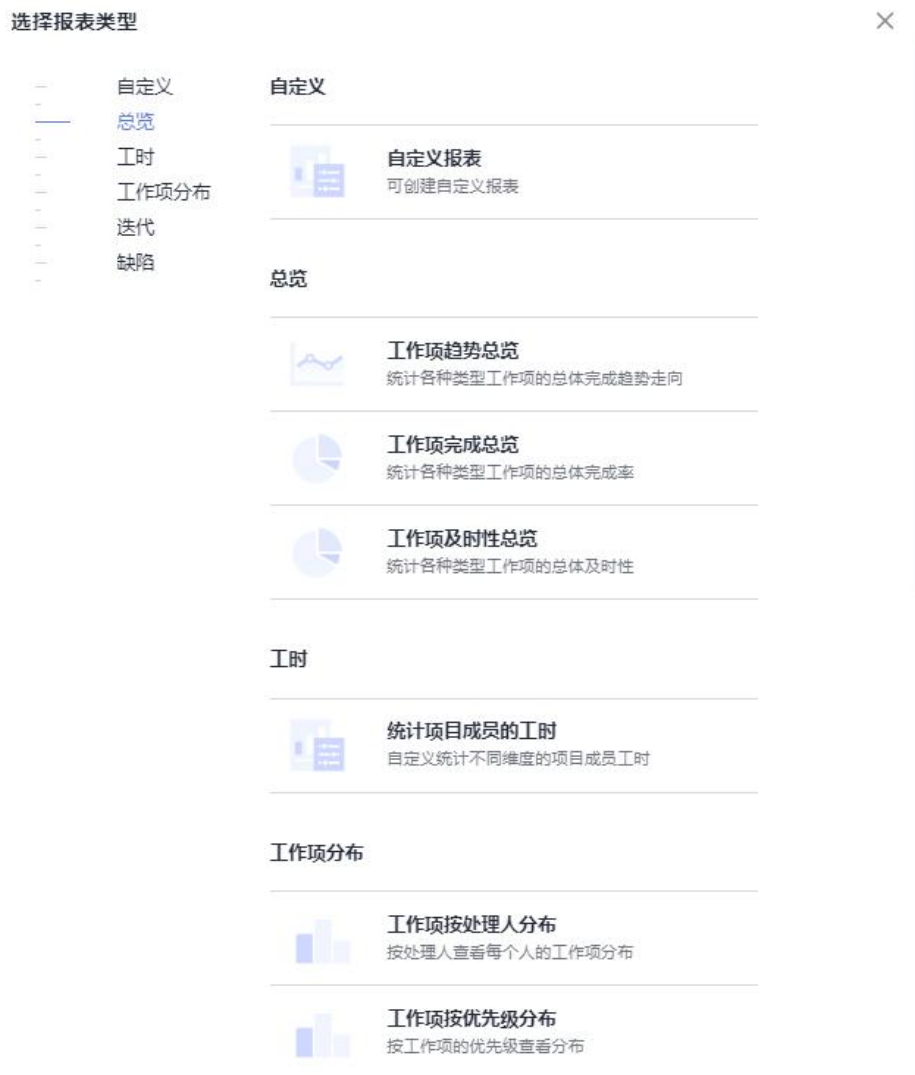 选择报表类型
自定义
总览
工时
工作项分布
迭代
缺陷
自定义
自定义报表
可创建自定义报表
总览
工作项趋势总览
统计各种类型工作项的总体完成趋势走向
工作项完成总览
统计各种类型工作项的总体完成率
工作项及时性总览
统计各种类型工作项的总体及时性
工时
统计项目成员的工时
自定义统计不同维度的项目成员工时
工作项分布
工作项按处理人分布
按处理人查看每个人的工作项分布
工作项按优先级分布
按工作项的优先级查看分布